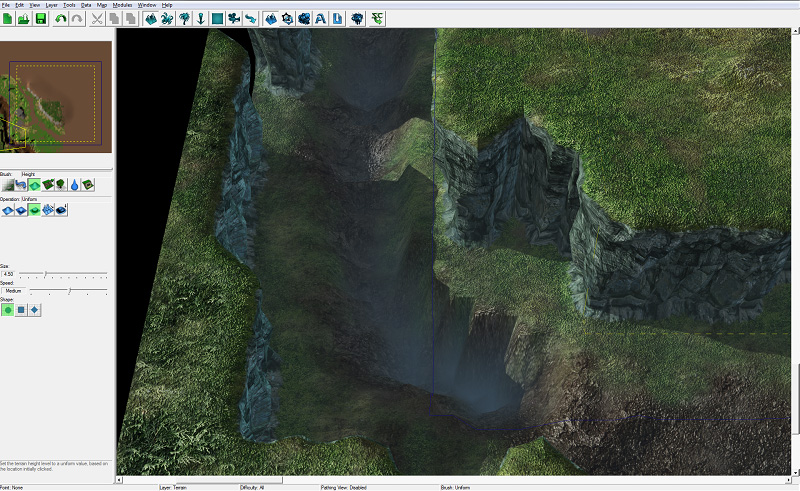 File Edit View Layer Tools Data Map Modules Window Help
Brush: Height
Operation: Uniform
Size:
4.50
Speed:
Medium
Shape:
Set the terrain height level to a uniform value, based on
the location initially clicked.
Font: None Layer: Terrain Difficulty: All Pathing View: Disabled Brush: Uniform